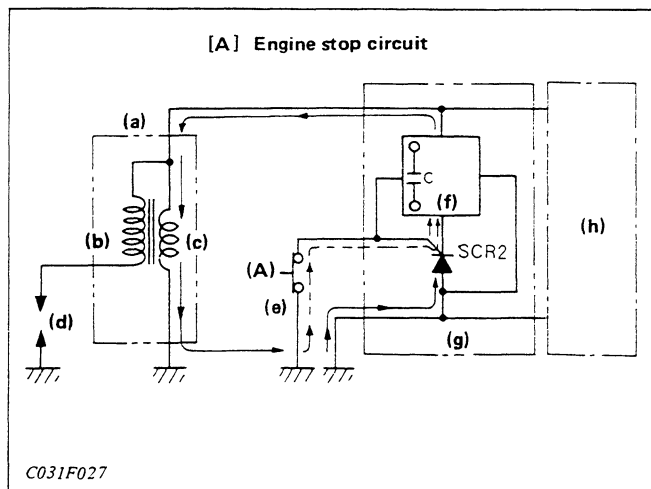 [A] Engine stop circuit
(a)
C
(f)
(b)
(c)
(h)
SCR2
(A)
(e)
(d)
(g)
C031F027